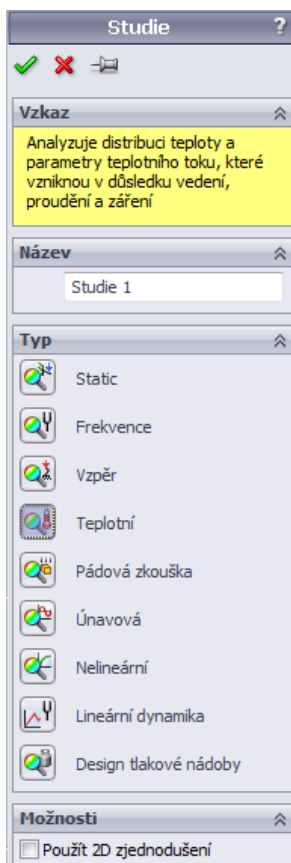 Studie ?
Vzkaz
Analyzuje distribuci teploty a
parametry teplotního toku, které
vzniknou v důsledku vedení,
proudění a záření
Název
Studie 1
Typ
Static
Frekvence
Vzpěr
Teplotní
Pádová zkouška
Únavová
Nelineární
Lineární dynamika
Design tlakové nádoby
Možnosti
Použít 2D zjednodušení